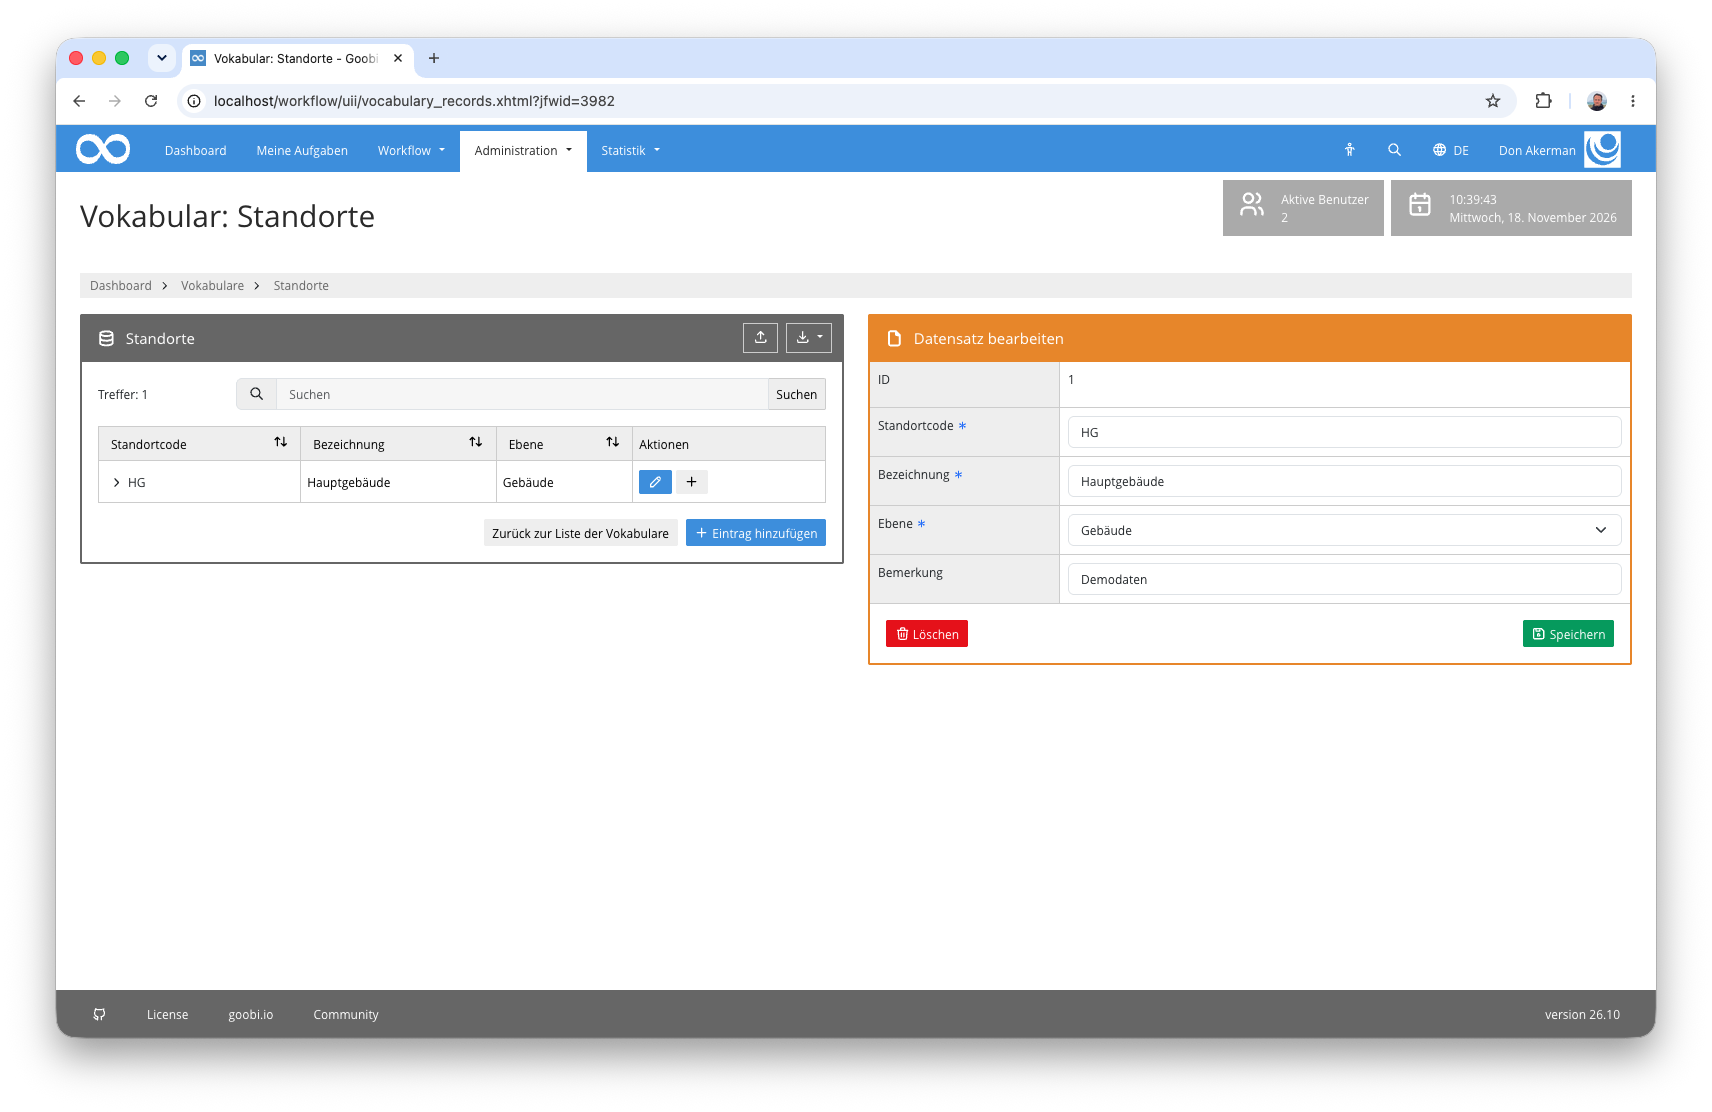 Vokabular: Standorte - Goobi
localhost/workflow/uii/vocabulary_records.xhtml?jfwid=3982
Dashboard
Meine Aufgaben
Workflow
Administration
Statistik
DE
Don Akerman
Vokabular: Standorte
Aktive Benutzer
2
10:39:43
Mittwoch, 18. November 2026
Dashboard
Vokabulare
Standorte
Standorte
Treffer: 1
Suchen
Suchen
Standortcode
Bezeichnung
Ebene
Aktionen
HG
Hauptgebäude
Gebäude
Zurück zur Liste der Vokabulare
Eintrag hinzufügen
Datensatz bearbeiten
ID
1
Standortcode *
HG
Bezeichnung *
Hauptgebäude
Ebene *
Gebäude
Bemerkung
Demodaten
Löschen
Speichern
License
goobi.io
Community
version 26.10